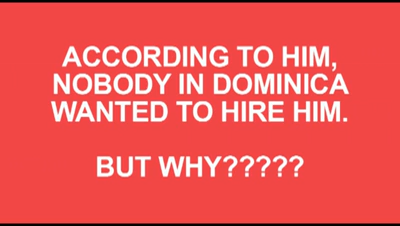 ACCORDING TO HIM,
NOBODY IN DOMINICA
WANTED TO HIRE HIM.
BUT WHY?????